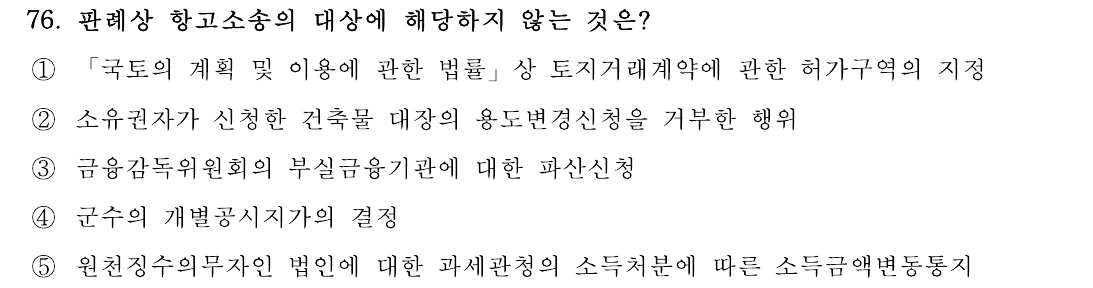 76. 판례상 항고소송의 대상에 해당하지 않는 것은?
① 「국토의 계획 및 이용에 관한 법률」상 토지거래계약에 관한 허가구역의 지정
② 소유권자가 신청한 건축물 대장의 용도변경신청을 거부한 행위
③ 금융감독위원회의 부실금융기관에 대한 파산신청
④ 군수의 개별공시지가의 결정
⑤ 원천징수의무자인 법인에 대한 과세관청의 소득처분에 따른 소득금액변동통지